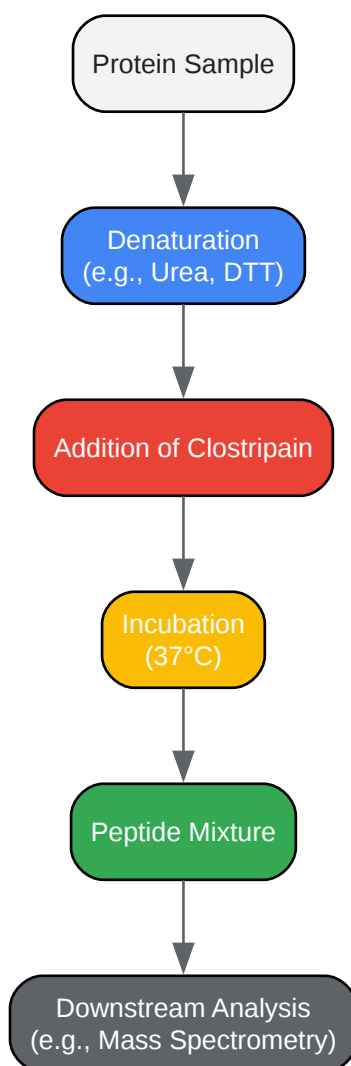 Protein Sample
Denaturation
(e.g., Urea, DTT)
Addition of Clostripain
Incubation
(37°C)
Peptide Mixture
Downstream Analysis
(e.g., Mass Spectrometry)